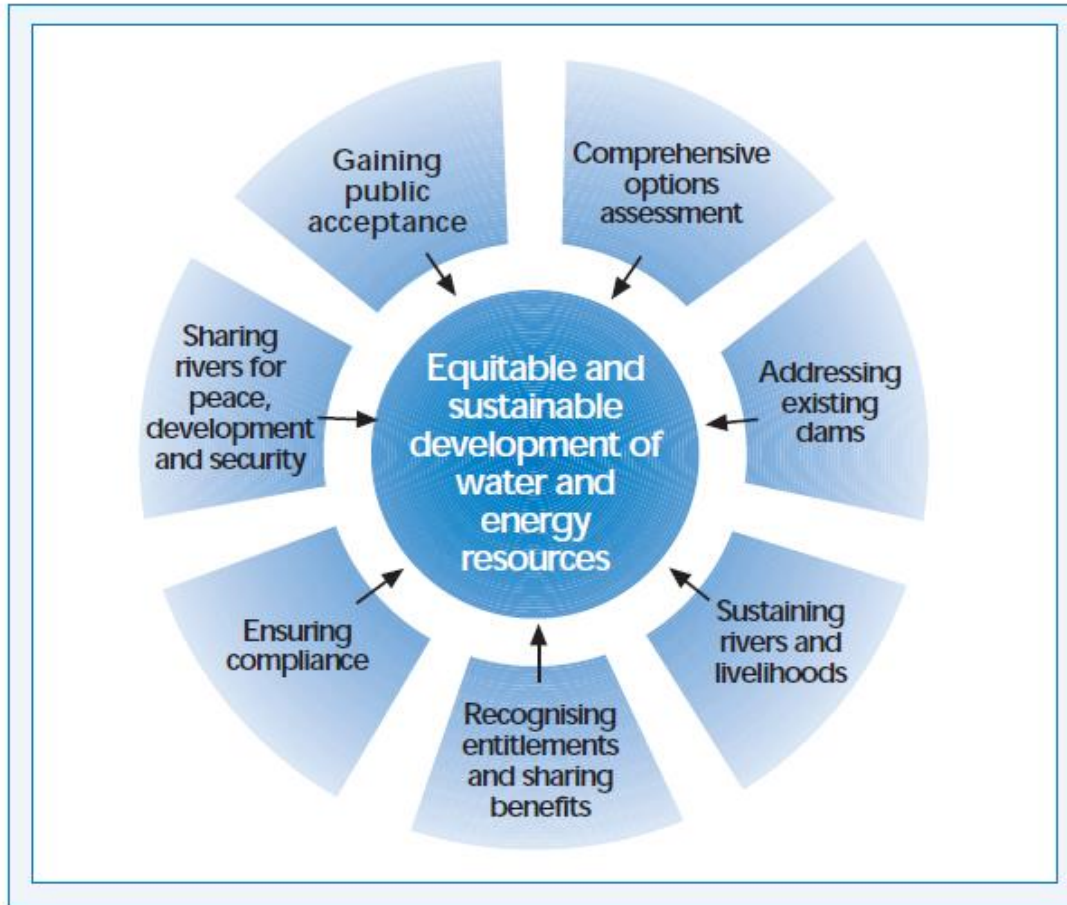 Gaining
public
acceptance
Comprehensive
options
assessment
Addressing
existing
dams
Sustaining
rivers and
livelihoods
Recognising
entitlements
and sharing
benefits
Ensuring
compliance
Sharing
rivers for
peace,
development
and security
Equitable and
sustainable
development of
water and
energy
resources